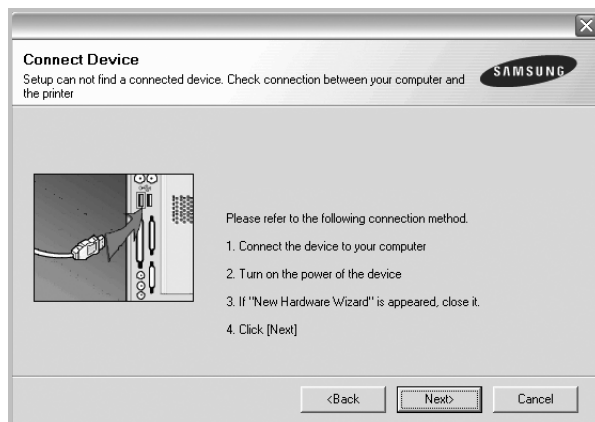 Connect Device
Setup can not find a connected device. Check connection between your computer and
the printer
SAMSUNG
Please refer to the following connection method.
1. Connect the device to your computer
2. Turn on the power of the device
3. If "New Hardware Wizard" is appeared, close it.
4. Click [Next]
<Back
Next>
Cancel